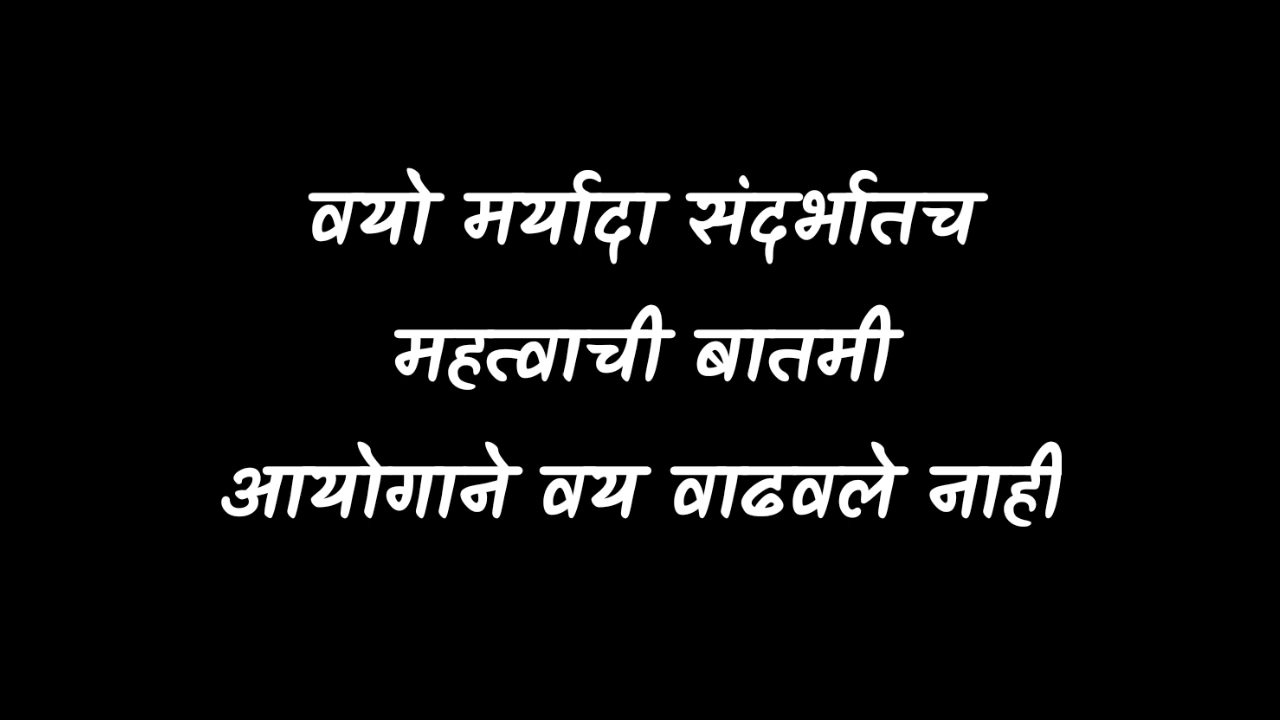 वयो मर्यादा संदर्भातच
महत्वाची बातमी
आयोगाने वय वाढवले नाही